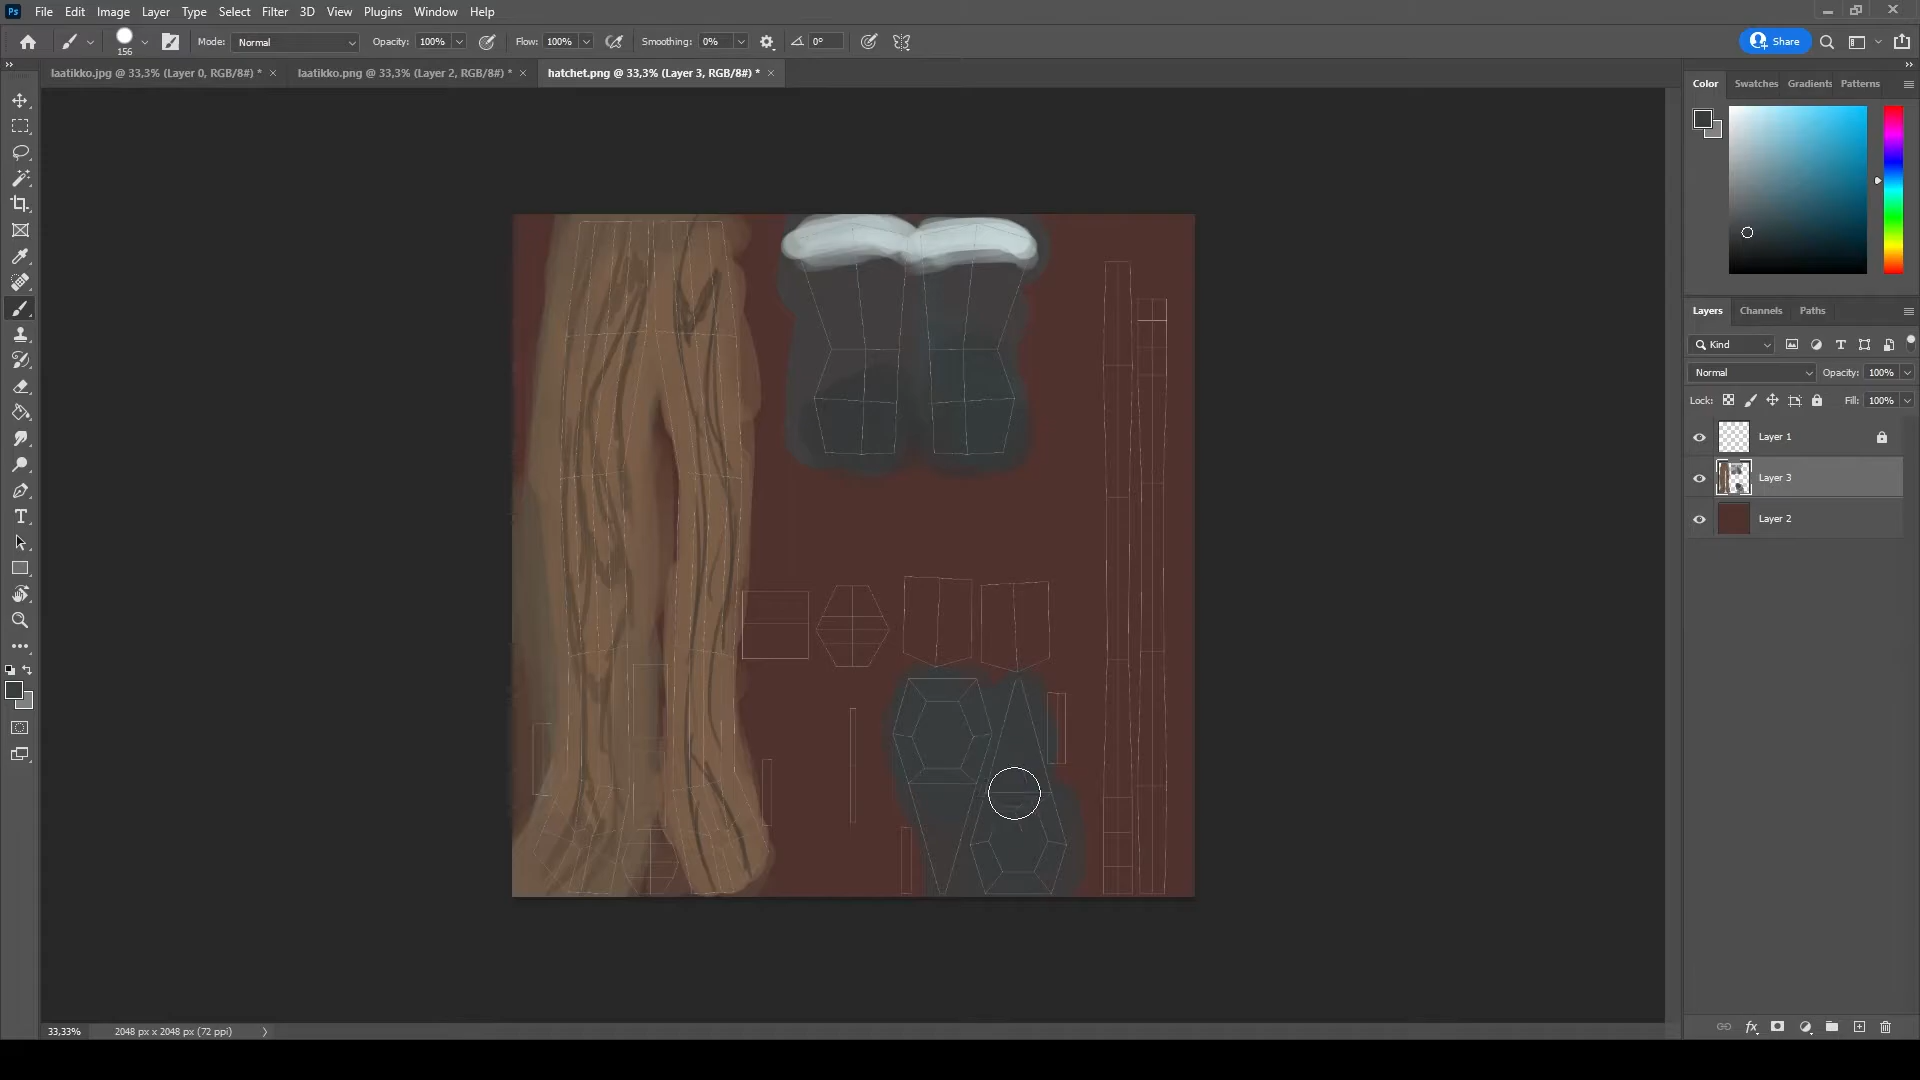 Ps File Edit Image Layer Type Select Filter 3D View Plugins Window Help
156 Mode: Normal Opacity: 100% Flow: 100% Smoothing: 0% 0° Share
laatikko.jpg @ 33,3% (Layer 0, RGB/8#) * laatikko.png @ 33,3% (Layer 2, RGB/8#) * hatchet.png @ 33,3% (Layer 3, RGB/8#) *
Color Swatches Gradients Patterns
Layers Channels Paths
Kind
Normal Opacity: 100%
Lock: Fill: 100%
Layer 1
Layer 3
Layer 2
33,33% 2048 px x 2048 px (72 ppi)